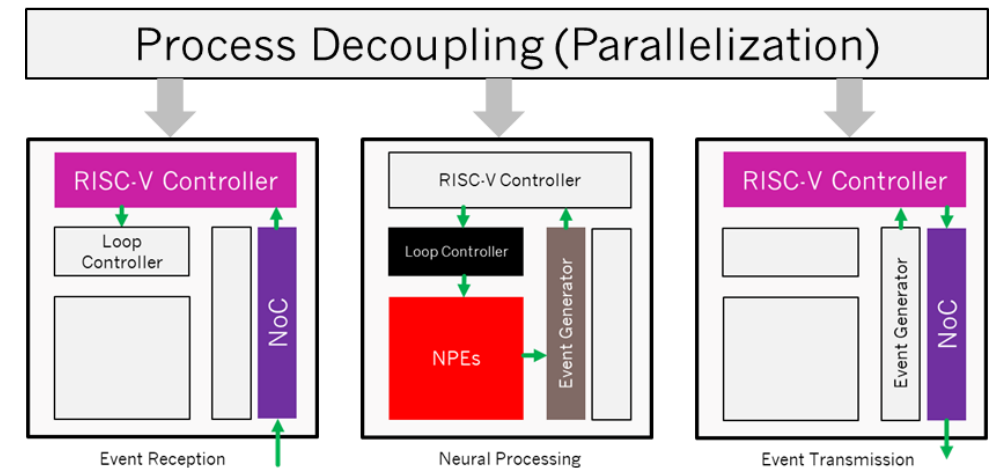 Process Decoupling (Parallelization)
RISC-V Controller
Loop
Controller
NoC
Event Reception
RISC-V Controller
Loop Controller
NPEs
Event Generator
Neural Processing
RISC-V Controller
Event Generator
NoC
Event Transmission